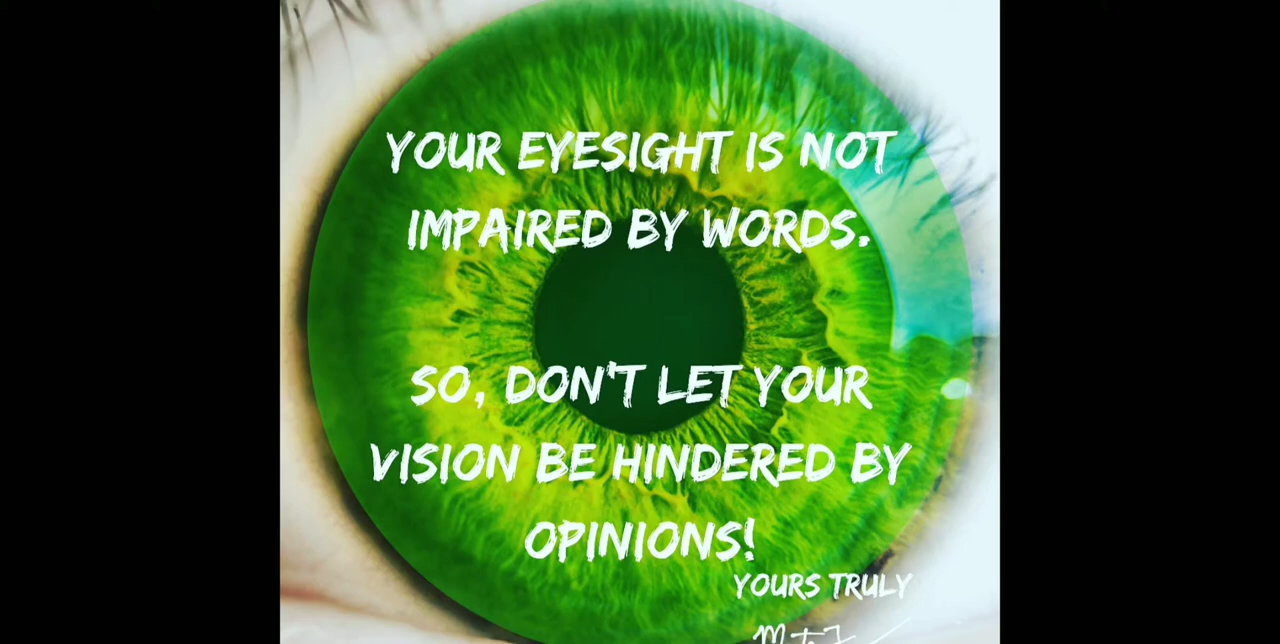 YOUR EYESIGHT IS NOT
IMPAIRED BY WORDS.
SO, DON'T LET YOUR
VISION BE HINDERED BY
OPINIONS!
YOURS TRULY